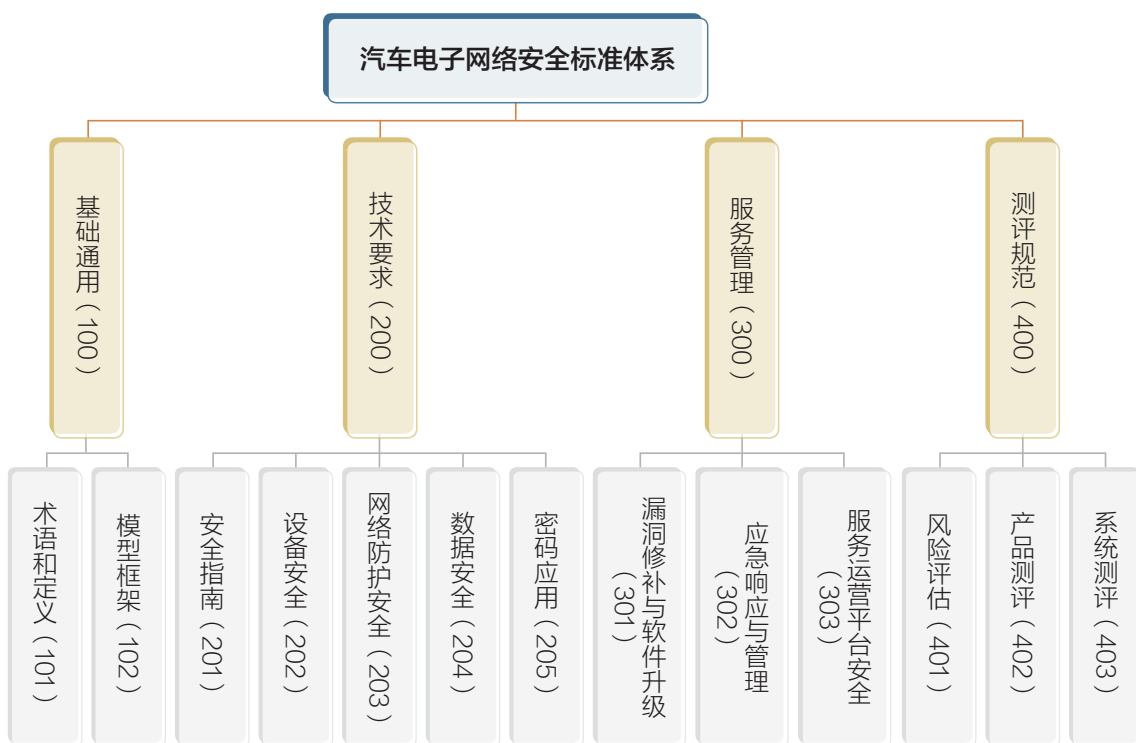 汽车电子网络安全标准体系
基础通用（100）
技术要求（200）
服务管理（300）
测评规范（400）
术语和定义（101）
模型框架（102）
安全指南（201）
设备安全（202）
网络防护安全（203）
数据安全（204）
密码应用（205）
漏洞修补与软件升级
（301）
应急响应与管理
（302）
服务运营平台安全
（303）
风险评估（401）
产品测评（402）
系统测评（403）